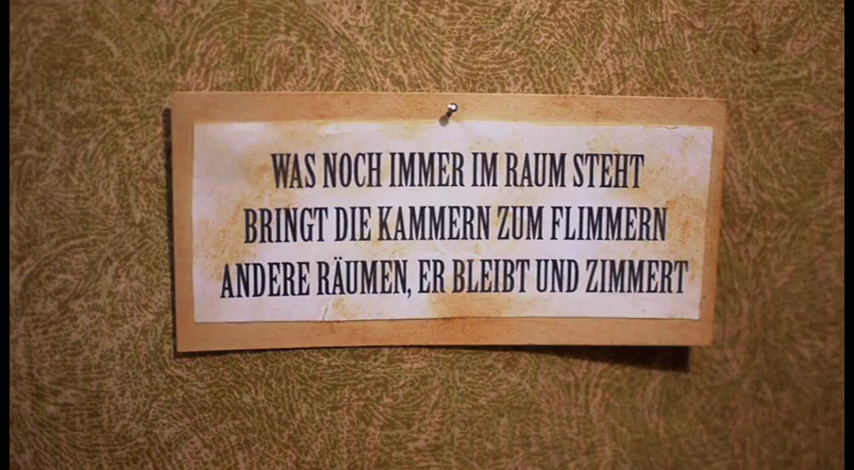 WAS NOCH IMMER IM RAUM STEHT
BRINGT DIE KAMMERN ZUM FLIMMERN
ANDERE RÄUMEN, ER BLEIBT UND ZIMMERT